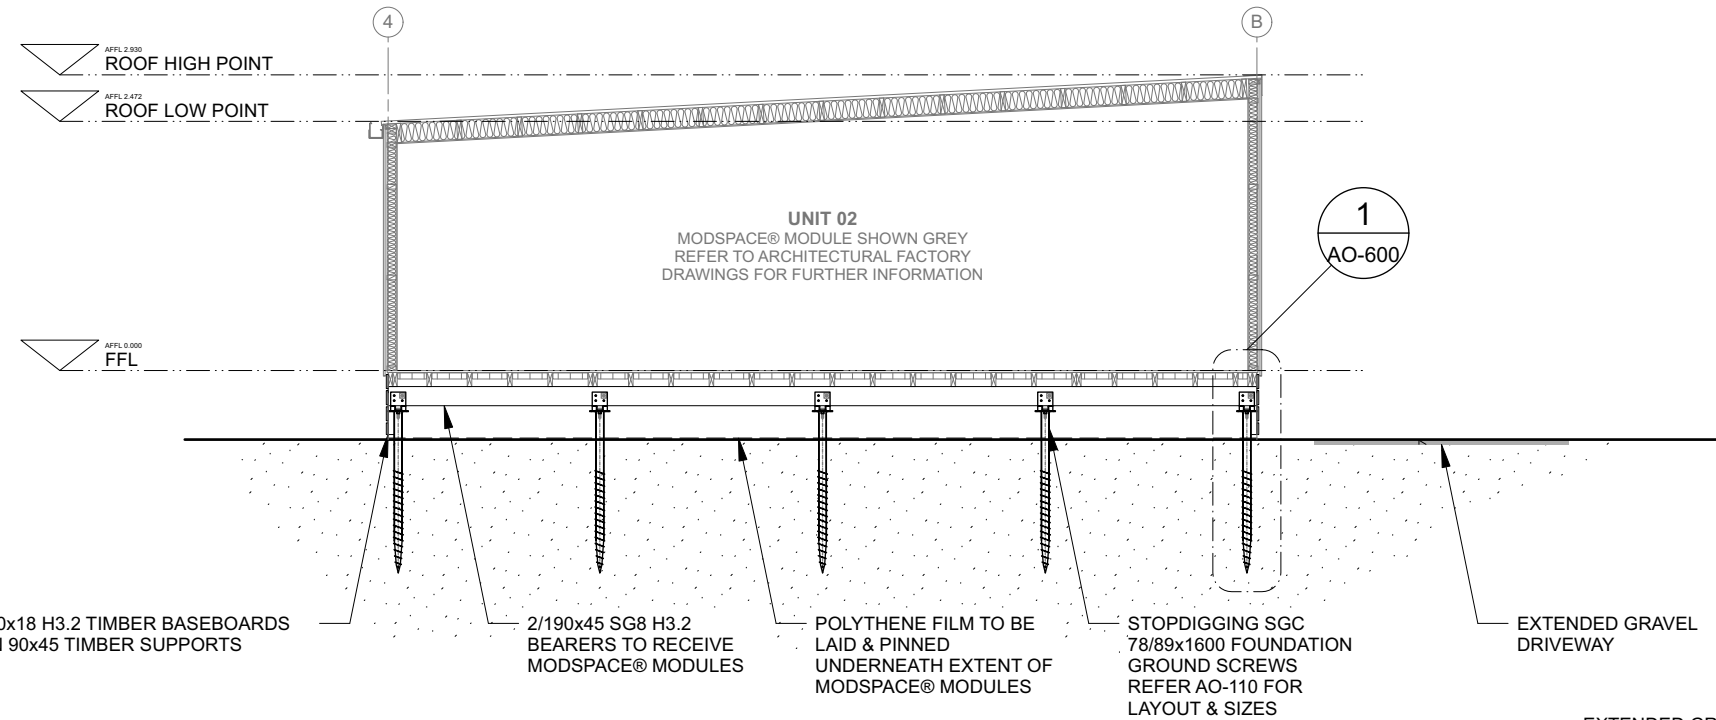 4
B
AFFL 2.930
ROOF HIGH POINT
AFFL 2.472
ROOF LOW POINT
UNIT 02
MODSPACE® MODULE SHOWN GREY
REFER TO ARCHITECTURAL FACTORY
DRAWINGS FOR FURTHER INFORMATION
1
AO-600
AFFL 0.000
FFL
0x18 H3.2 TIMBER BASEBOARDS
90x45 TIMBER SUPPORTS
2/190x45 SG8 H3.2
BEARERS TO RECEIVE
MODSPACE® MODULES
POLYTHENE FILM TO BE
LAID & PINNED
UNDERNEATH EXTENT OF
MODSPACE® MODULES
STOPDIGGING SGC
78/89x1600 FOUNDATION
GROUND SCREWS
REFER AO-110 FOR
LAYOUT & SIZES
EXTENDED GRAVEL
DRIVEWAY